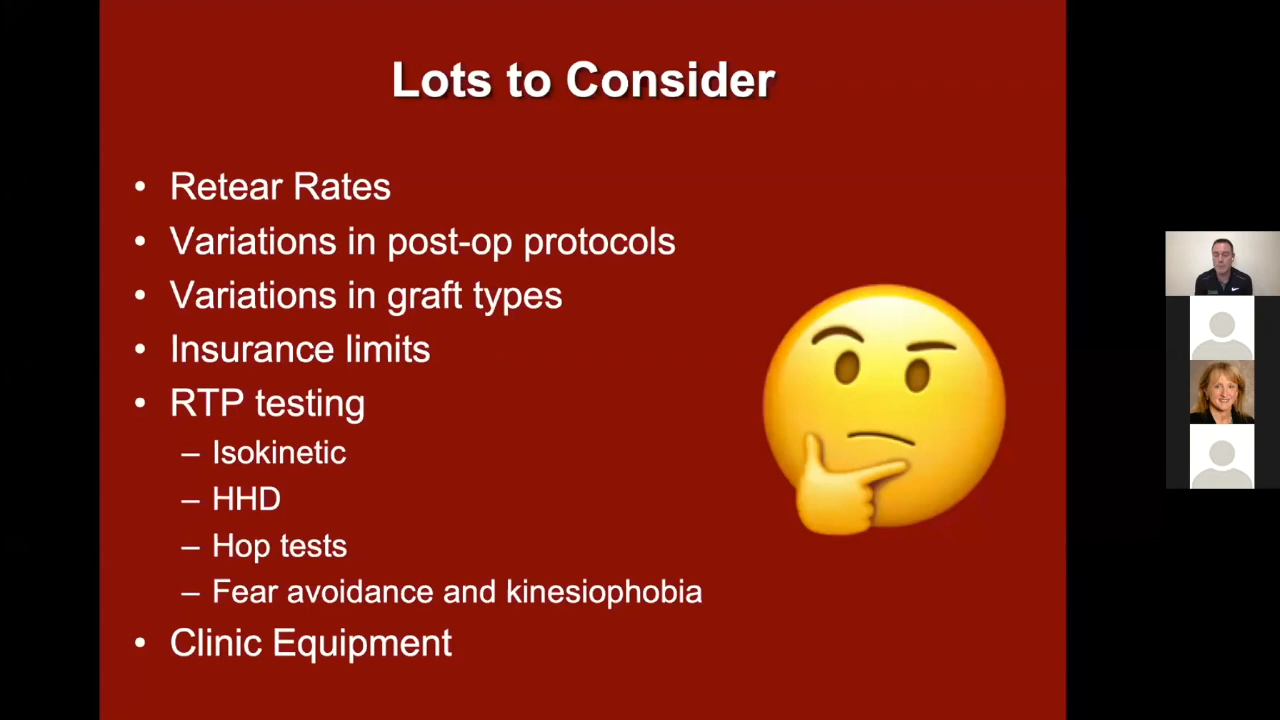 Lots to Consider
• Retear Rates
• Variations in post-op protocols
• Variations in graft types
• Insurance limits
• RTP testing
– Isokinetic
– HHD
– Hop tests
– Fear avoidance and kinesiophobia
• Clinic Equipment